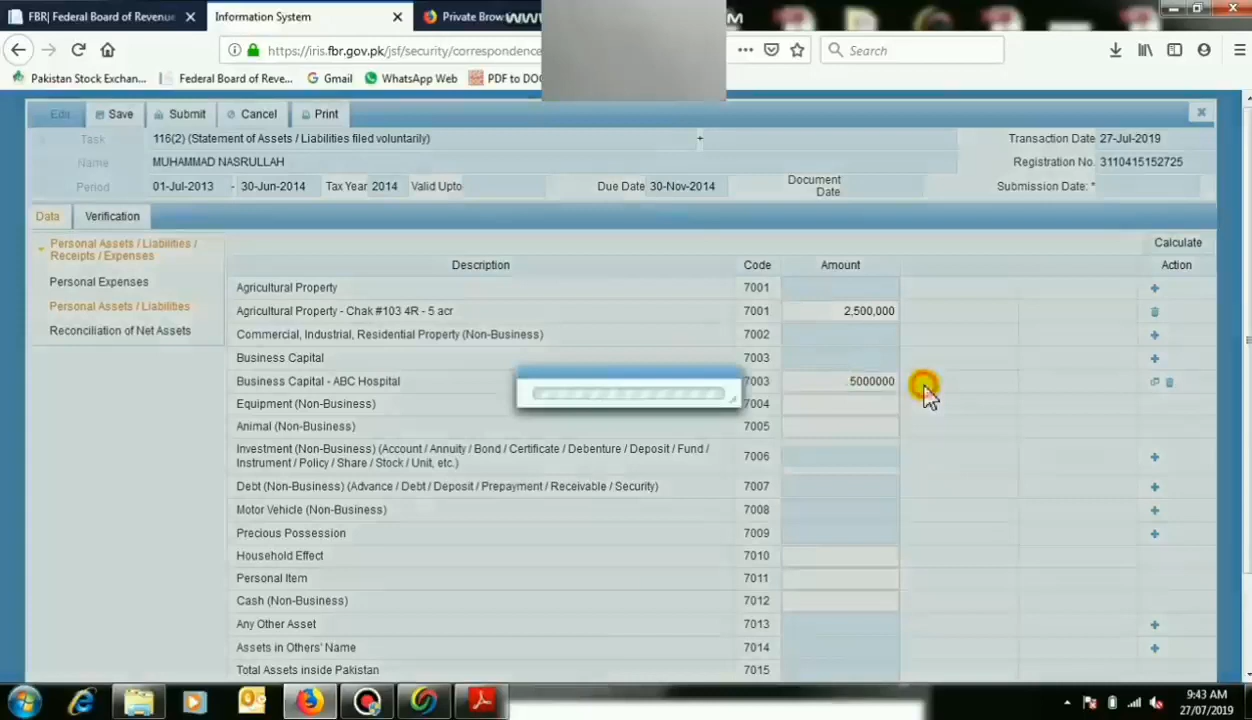 FBR| Federal Board of Revenue
Information System
Private Brow
WWW
M
https://iris.fbr.gov.pk/jsf/security/correspondence
Search
Pakistan Stock Exchan...
Federal Board of Reve...
Gmail
WhatsApp Web
PDF to DOC
Edit Save Submit Cancel Print
Task 116(2) (Statement of Assets / Liabilities filed voluntarily) + Transaction Date 27-Jul-2019
Name MUHAMMAD NASRULLAH Registration No. 3110415152725
Period 01-Jul-2013 - 30-Jun-2014 Tax Year 2014 Valid Upto Due Date 30-Nov-2014 Document Date Submission Date: *
Data Verification
Personal Assets / Liabilities /
Receipts / Expenses
Personal Expenses
Personal Assets / Liabilities
Reconciliation of Net Assets
Calculate
Description Code Amount Action
Agricultural Property 7001
Agricultural Property - Chak #103 4R - 5 acr 7001 2,500,000
Commercial, Industrial, Residential Property (Non-Business) 7002
Business Capital 7003
Business Capital - ABC Hospital 7003 5000000
Equipment (Non-Business) 7004
Animal (Non-Business) 7005
Investment (Non-Business) (Account / Annuity / Bond / Certificate / Debenture / Deposit / Fund /
Instrument / Policy / Share / Stock / Unit, etc.) 7006
Debt (Non-Business) (Advance / Debt / Deposit / Prepayment / Receivable / Security) 7007
Motor Vehicle (Non-Business) 7008
Precious Possession 7009
Household Effect 7010
Personal Item 7011
Cash (Non-Business) 7012
Any Other Asset 7013
Assets in Others' Name 7014
Total Assets inside Pakistan 7015
9:43 AM
27/07/2019